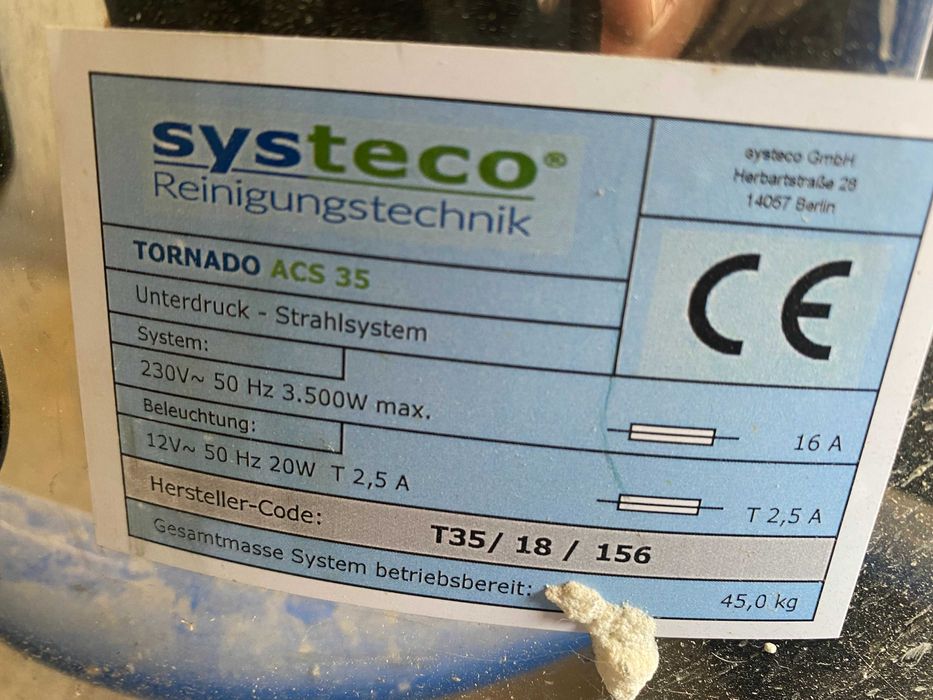 systeco®
Reinigungstechnik
systeco GmbH
Herbartstraße 28
14057 Berlin
TORNADO ACS 35
Unterdruck - Strahlsystem
CE
System:
230V~ 50 Hz 3.500W max.
16 A
Beleuchtung:
12V~ 50 Hz 20W T 2,5 A
T 2,5 A
Hersteller-Code:
T35/ 18 / 156
Gesamtmasse System betriebsbereit:
45,0 kg